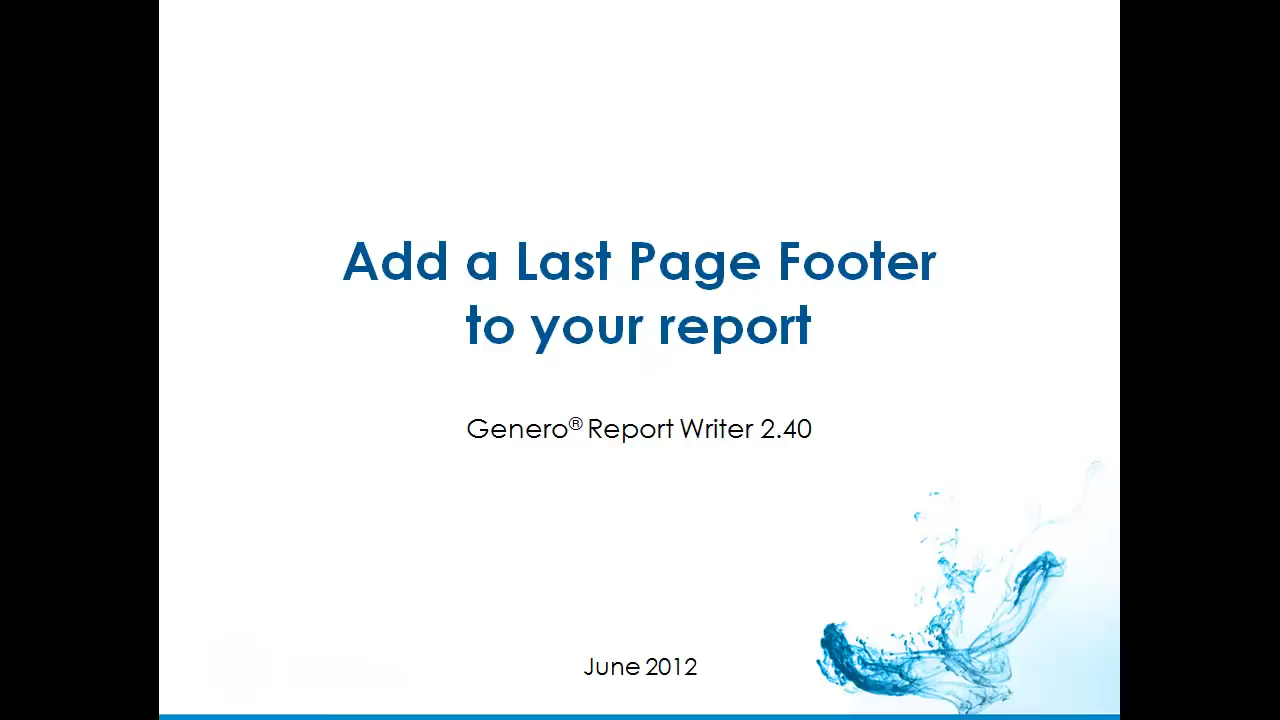 Add a Last Page Footer
to your report
Genero® Report Writer 2.40
June 2012